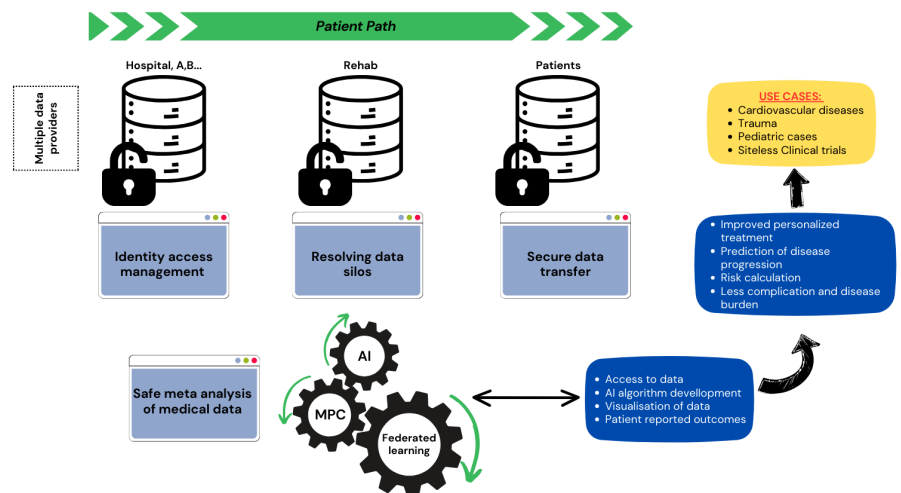 Patient Path
Hospital, A,B...
Rehab
Patients
Multiple data
providers
Identity access
management
Resolving data
silos
Secure data
transfer
USE CASES:
• Cardiovascular diseases
• Trauma
• Pediatric cases
• Siteless Clinical trials
• Improved personalized
treatment
• Prediction of disease
progression
• Risk calculation
• Less complication and disease
burden
Safe meta analysis
of medical data
AI
MPC
Federated
learning
• Access to data
• AI algorithm development
• Visualisation of data
• Patient reported outcomes